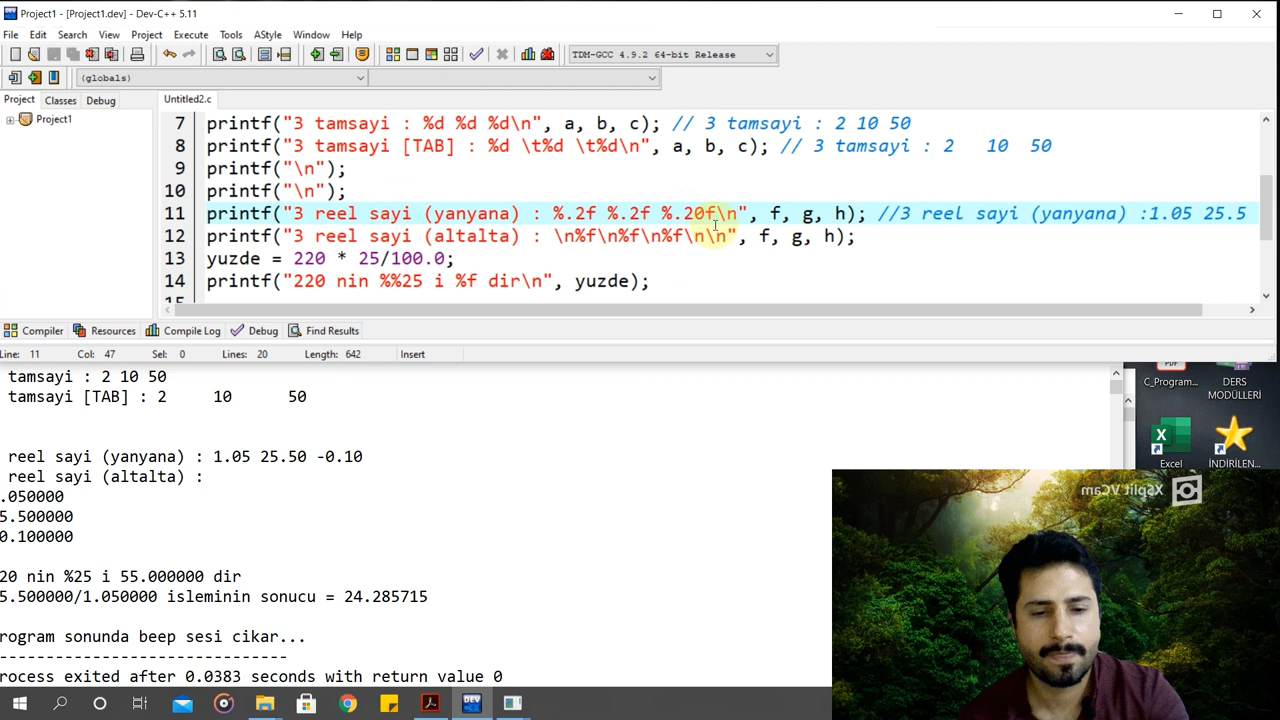 Project1 - [Project1.dev] - Dev-C++ 5.11
File Edit Search View Project Execute Tools AStyle Window Help
TDM-GCC 4.9.2 64-bit Release
(globals)
Project Classes Debug
Untitled2.c
Project1
7 printf("3 tamsayi : %d %d %d\n", a, b, c); // 3 tamsayi : 2 10 50
8 printf("3 tamsayi [TAB] : %d \t%d \t%d\n", a, b, c); // 3 tamsayi : 2 10 50
9 printf("\n");
10 printf("\n");
11 printf("3 reel sayi (yanyana) : %.2f %.2f %.20f\n", f, g, h); //3 reel sayi (yanyana) :1.05 25.5
12 printf("3 reel sayi (altalta) : \n%f\n%f\n%f\n\n", f, g, h);
13 yuzde = 220 * 25/100.0;
14 printf("220 nin %%25 i %f dir\n", yuzde);
15
Compiler Resources Compile Log Debug Find Results
Line: 11 Col: 47 Sel: 0 Lines: 20 Length: 642 Insert
tamsayi : 2 10 50
tamsayi [TAB] : 2 10 50
reel sayi (yanyana) : 1.05 25.50 -0.10
reel sayi (altalta) :
.050000
5.500000
0.100000
20 nin %25 i 55.000000 dir
5.500000/1.050000 isleminin sonucu = 24.285715
rogram sonunda beep sesi cikar...
------------------------------
rocess exited after 0.0383 seconds with return value 0
C_Program...
DERS MODÜLLERİ
Excel
İNDİRİLEN...
XSplit VCam
DEV